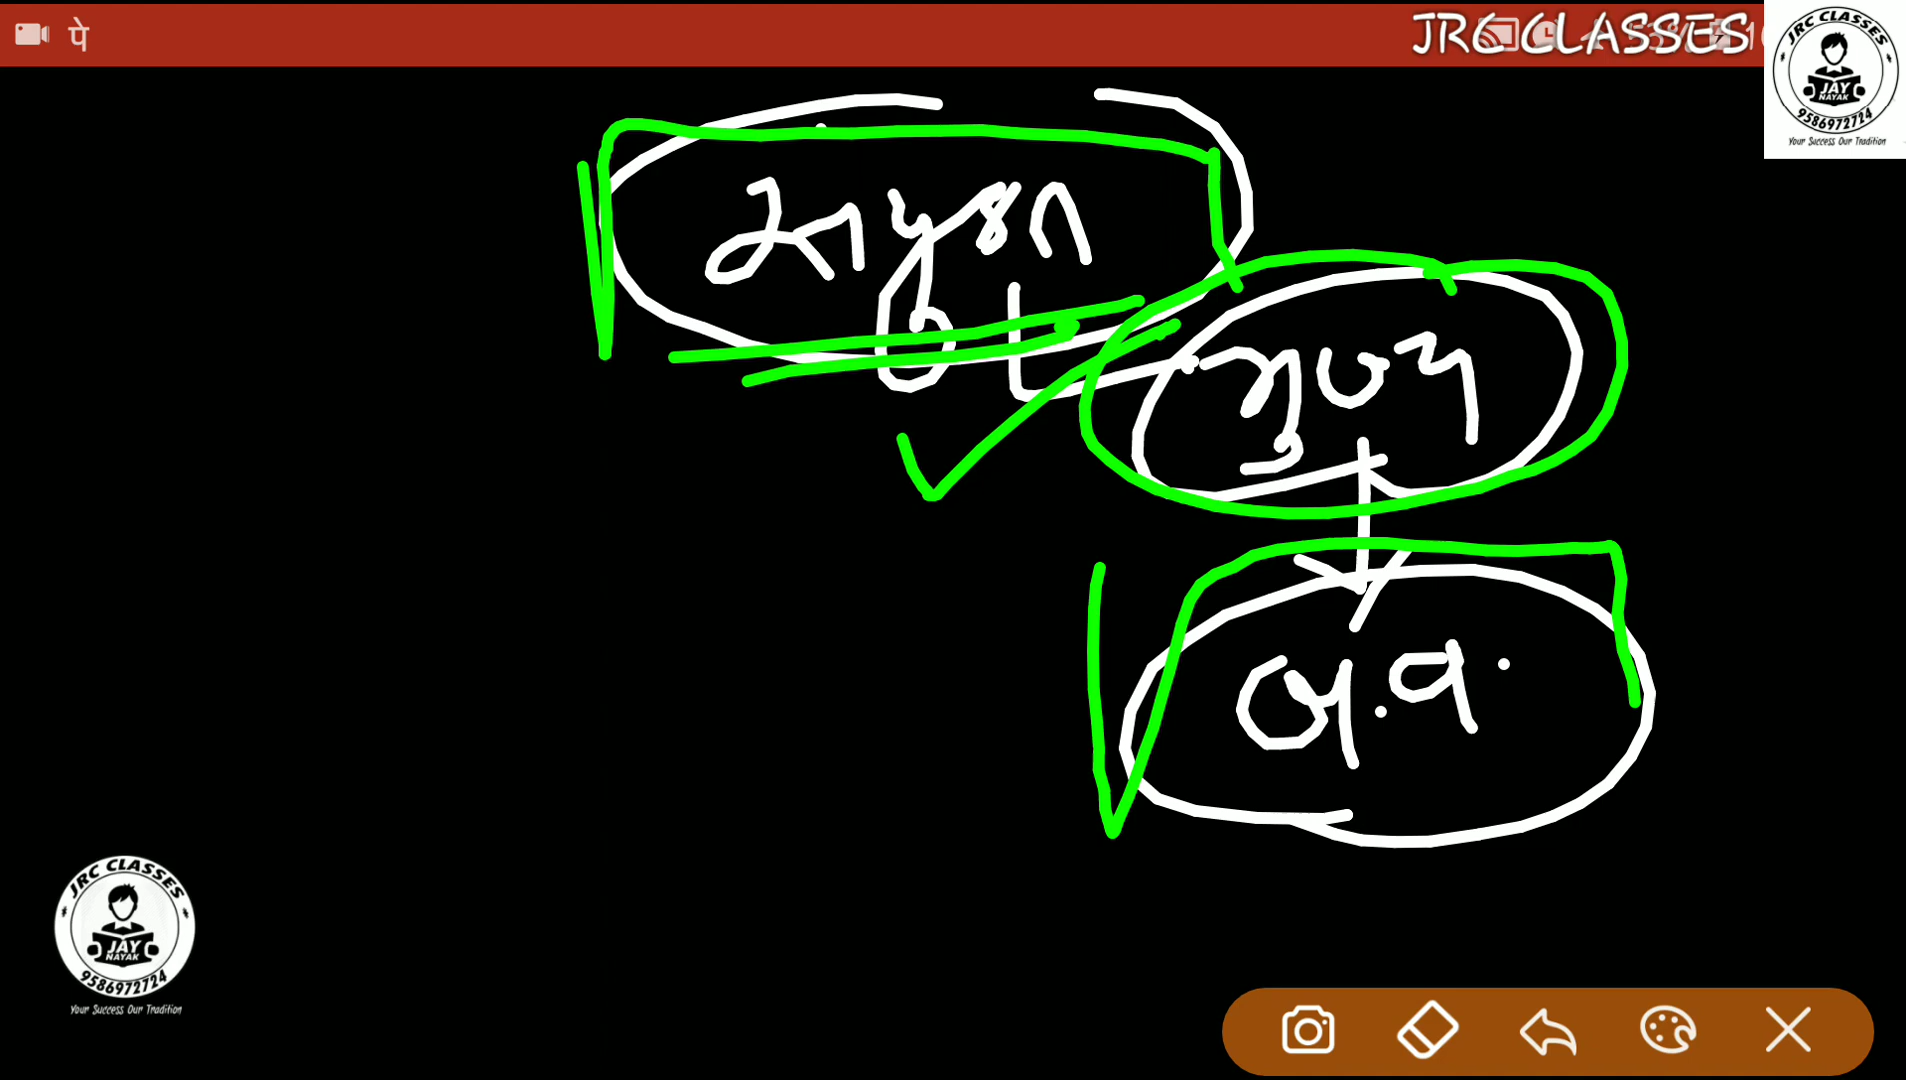 पे JRC CLASSES
JRC CLASSES
JAY
NAYAK
9586972724
Your Success Our Tradition
સંયુક્ત
મુખ્ય
JRC CLASSES
JAY
NAYAK
9586972724
Your Success Our Tradition